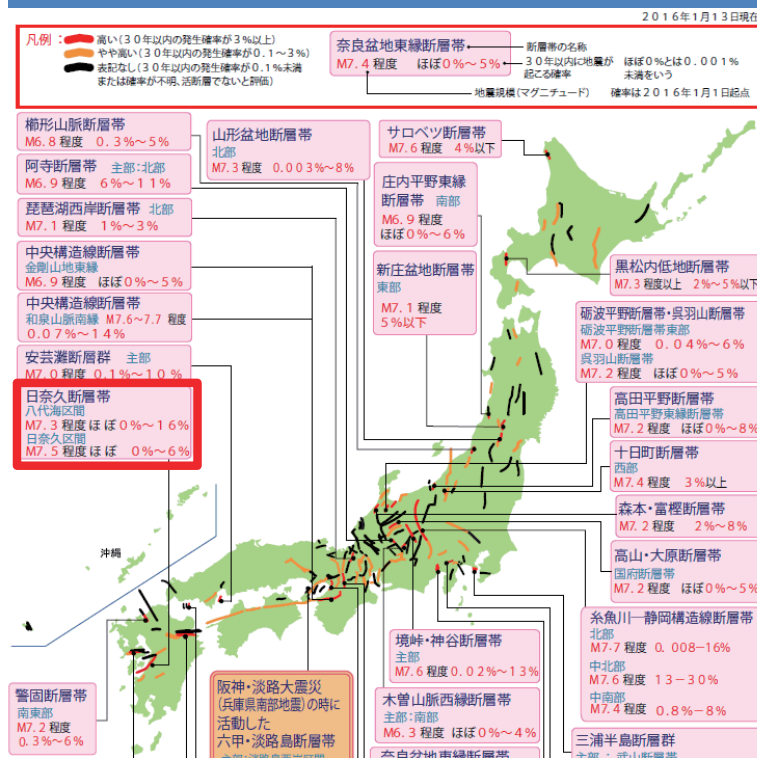 2016年1月13日現在
凡例：
高い(30年以内の発生確率が3%以上)
やや高い(30年以内の発生確率が0.1〜3%)
表記なし(30年以内の発生確率が0.1%未満
または確率が不明、活断層でないと評価)
奈良盆地東縁断層帯
M7.4 程度 ほぼ0%〜5%
断層帯の名称
30年以内に地震が
起こる確率
ほぼ0%とは0.001%
未満をいう
地震規模(マグニチュード)
確率は2016年1月1日起点
櫛形山脈断層帯
M6.8 程度 0.3%〜5%
阿寺断層帯 主部:北部
M6.9 程度 6%〜11%
琵琶湖西岸断層帯 北部
M7.1 程度 1%〜3%
中央構造線断層帯
金剛山地東縁
M6.9 程度 ほぼ0%〜5%
中央構造線断層帯
和泉山脈南縁 M7.6〜7.7 程度
0.07%〜14%
安芸灘断層群 主部
M7.0 程度 0.1%〜10%
日奈久断層帯
八代海区間
M7.3 程度ほぼ 0%〜16%
日奈久区間
M7.5 程度ほぼ 0%〜6%
山形盆地断層帯
北部
M7.3 程度 0.003%〜8%
サロベツ断層帯
M7.6 程度 4%以下
庄内平野東縁
断層帯 南部
M6.9 程度
ほぼ0%〜6%
新庄盆地断層帯
東部
M7.1 程度
5%以下
黒松内低地断層帯
M7.3 程度以上 2%〜5%以下
砺波平野断層帯・呉羽山断層帯
砺波平野断層帯東部
M7.0 程度 0.04%〜6%
呉羽山断層帯
M7.2 程度 ほぼ0%〜5%
高田平野断層帯
高田平野東縁断層帯
M7.2 程度 ほぼ0%〜8%
十日町断層帯
西部
M7.4 程度 3%以上
森本・富樫断層帯
M7.2 程度 2%〜8%
高山・大原断層帯
国府断層帯
M7.2 程度 ほぼ0%〜5%
糸魚川―静岡構造線断層帯
北部
M7.7 程度 0.008−16%
中北部
M7.6 程度 13−30%
中南部
M7.4 程度 0.8%−8%
沖縄
境峠・神谷断層帯
主部
M7.6 程度 0.02%〜13%
木曽山脈西縁断層帯
主部:南部
M6.3 程度 ほぼ0%〜4%
奈良盆地東縁断層帯
三浦半島断層群
主部：武山断層帯
警固断層帯
南東部
M7.2 程度
0.3%〜6%
阪神・淡路大震災
(兵庫県南部地震)の時に
活動した
六甲・淡路島断層帯
主部:淡路島西岸区間